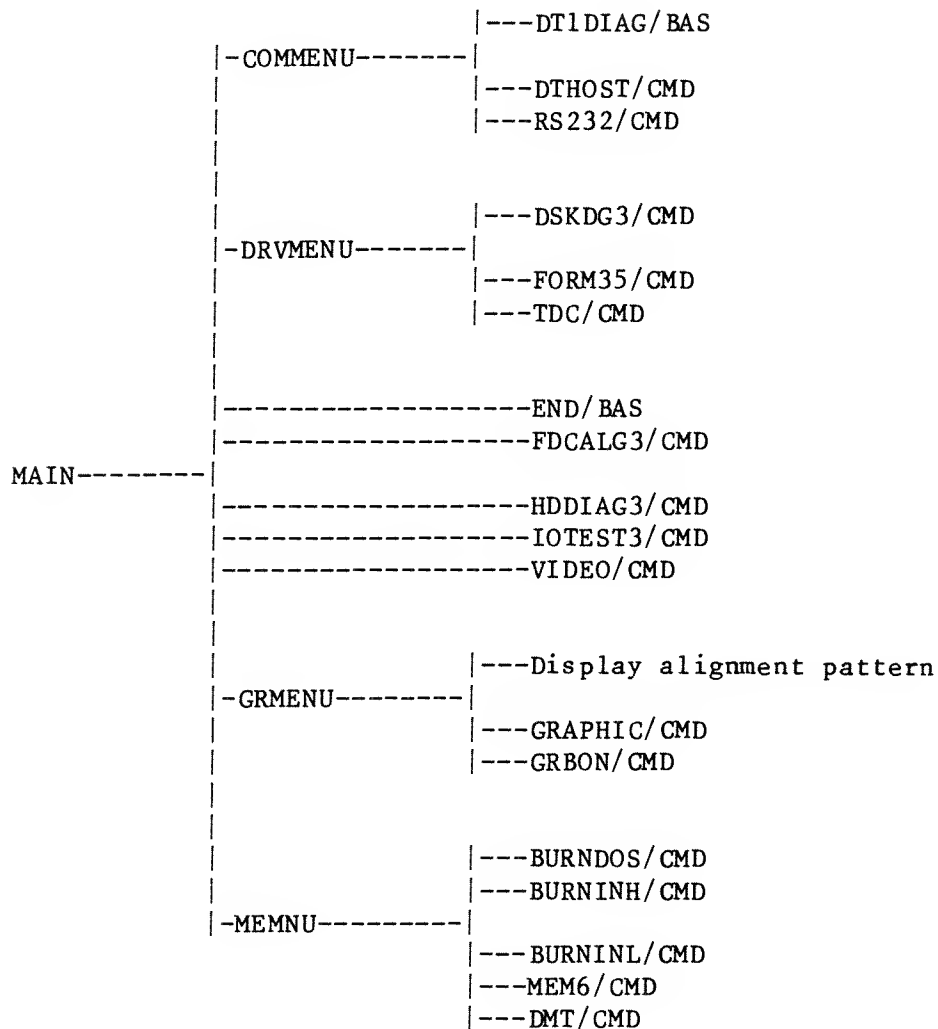 |---DT1DIAG/BAS
|-COMMENU-------|
|---DTHOST/CMD
|---RS232/CMD
|---DSKDG3/CMD
|-DRVMENU-------|
|---FORM35/CMD
|---TDC/CMD
|-------------------END/BAS
|-------------------FDCALG3/CMD
MAIN--------|
|-------------------HDDIAG3/CMD
|-------------------IOTEST3/CMD
|-------------------VIDEO/CMD
|---Display alignment pattern
|-GRMENU--------|
|---GRAPHIC/CMD
|---GRBON/CMD
|---BURNDOS/CMD
|---BURNINH/CMD
|-MEMNU---------|
|---BURNINL/CMD
|---MEM6/CMD
|---DMT/CMD